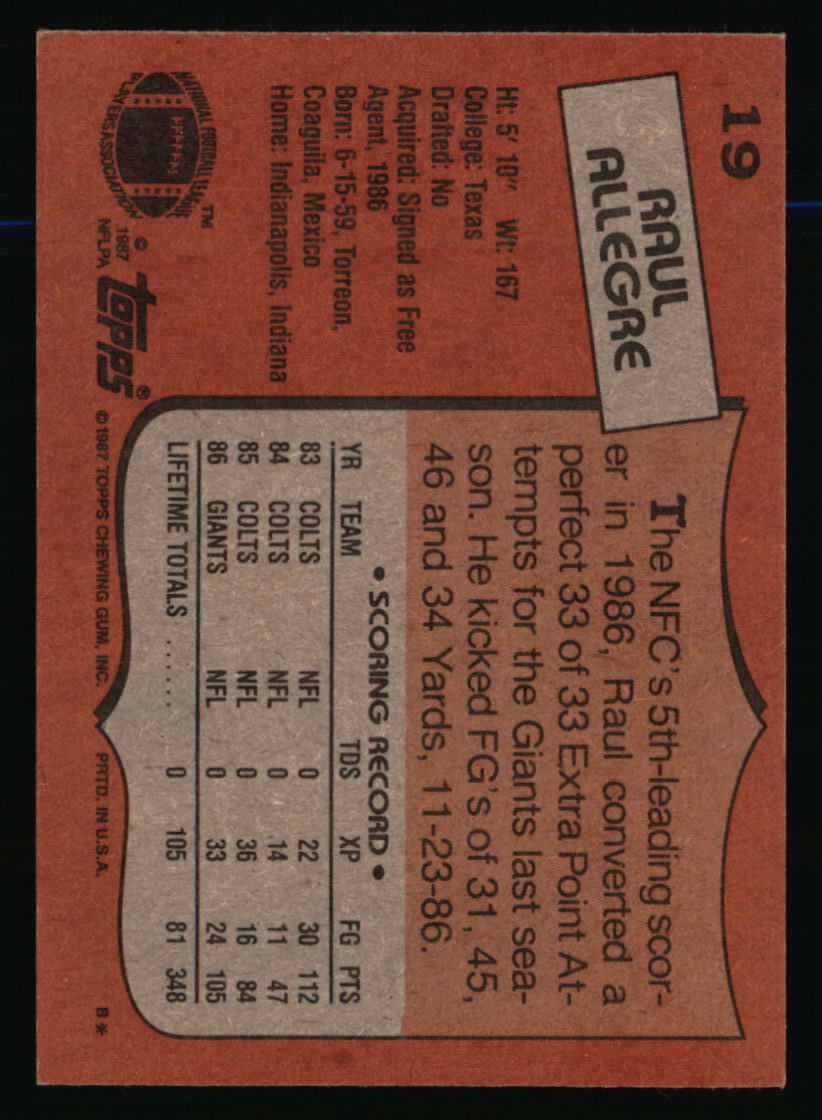 19
RAUL
ALLEGRE
Ht: 5' 10" Wt: 167
College: Texas
Drafted: No
Acquired: Signed as Free
Agent, 1986
Born: 6-15-59, Torreon,
Coaguila, Mexico
Home: Indianapolis, Indiana
NATIONAL FOOTBALL LEAGUE
PLAYERS ASSOCIATION
TM
© 1987
NFLPA
topps®
The NFC's 5th-leading scor-
er in 1986, Raul converted a
perfect 33 of 33 Extra Point At-
tempts for the Giants last sea-
son. He kicked FG's of 31, 45,
46 and 34 Yards, 11-23-86.
• SCORING RECORD •
YR TEAM TDS XP FG PTS
83 COLTS NFL 0 22 30 112
84 COLTS NFL 0 14 11 47
85 COLTS NFL 0 36 16 84
86 GIANTS NFL 0 33 24 105
LIFETIME TOTALS ...... 0 105 81 348
©1987 TOPPS CHEWING GUM, INC. PRTD. IN U.S.A. B*